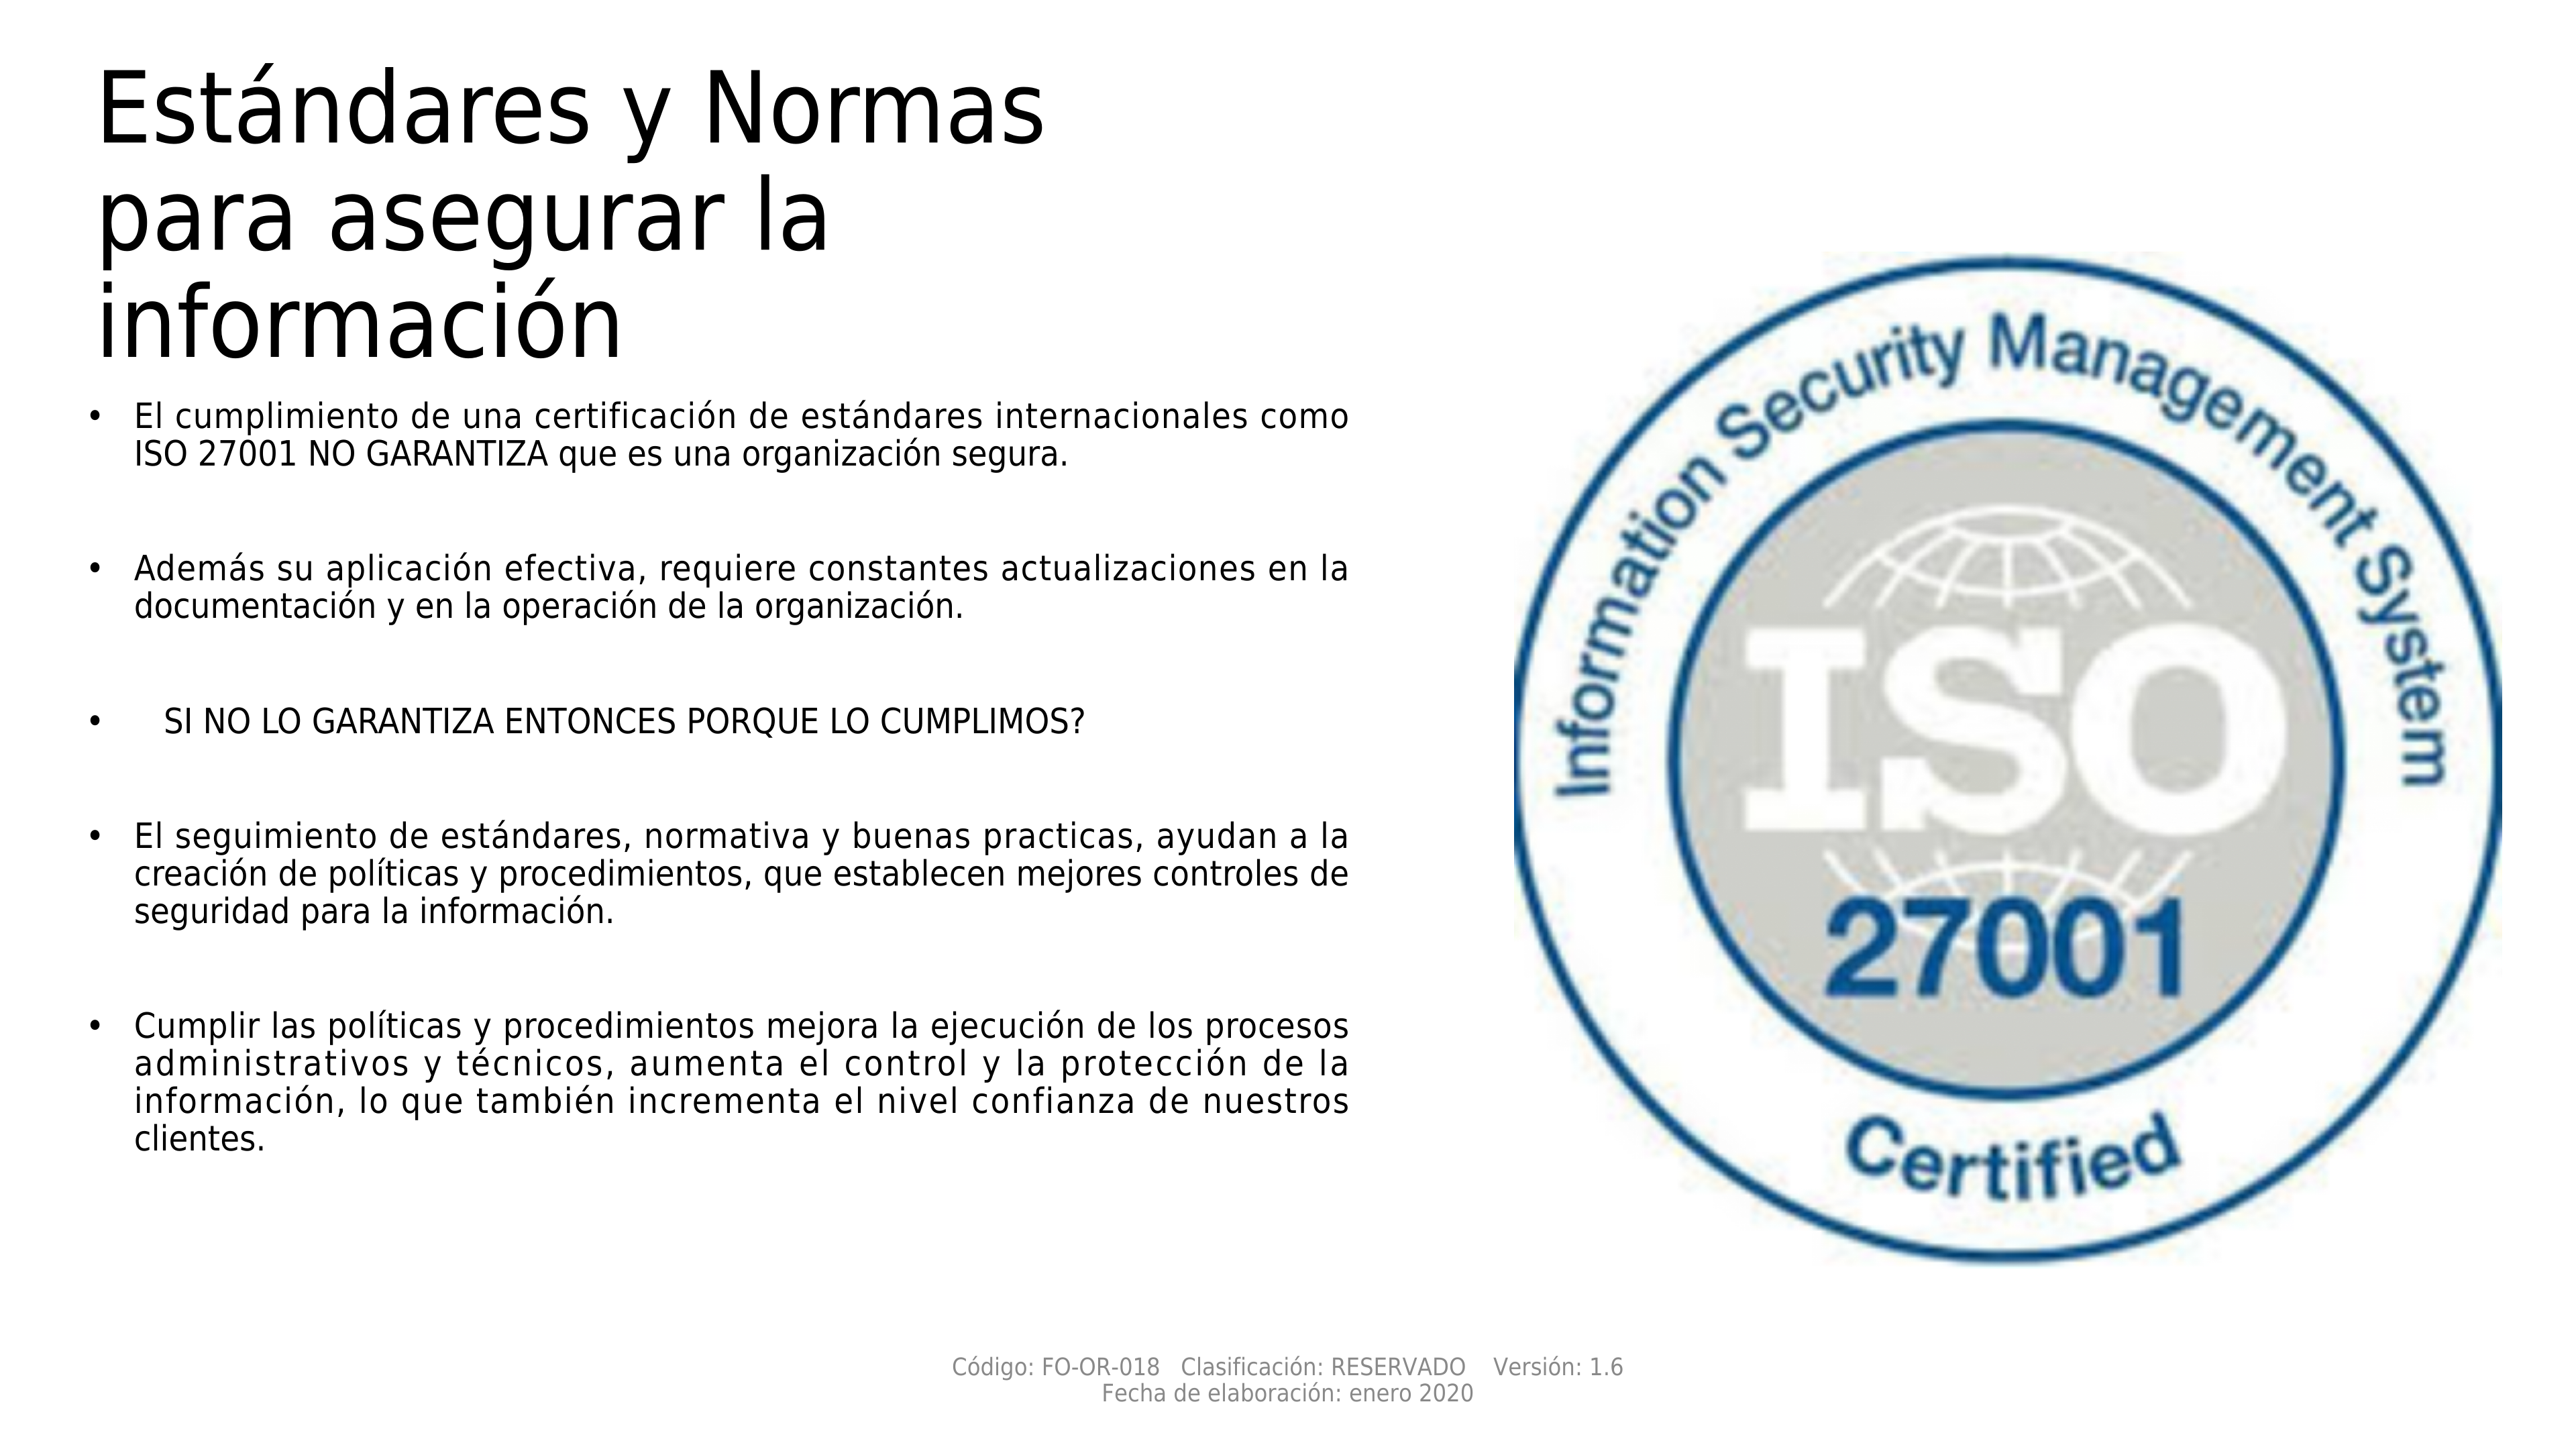 Estándares y Normas
para asegurar la
información
• El cumplimiento de una certificación de estándares internacionales como
ISO 27001 NO GARANTIZA que es una organización segura.
• Además su aplicación efectiva, requiere constantes actualizaciones en la
documentación y en la operación de la organización.
• SI NO LO GARANTIZA ENTONCES PORQUE LO CUMPLIMOS?
• El seguimiento de estándares, normativa y buenas practicas, ayudan a la
creación de políticas y procedimientos, que establecen mejores controles de
seguridad para la información.
• Cumplir las políticas y procedimientos mejora la ejecución de los procesos
administrativos y técnicos, aumenta el control y la protección de la
información, lo que también incrementa el nivel confianza de nuestros
clientes.
Information Security Management System
ISO
27001
Certified
Código: FO-OR-018 Clasificación: RESERVADO Versión: 1.6
Fecha de elaboración: enero 2020